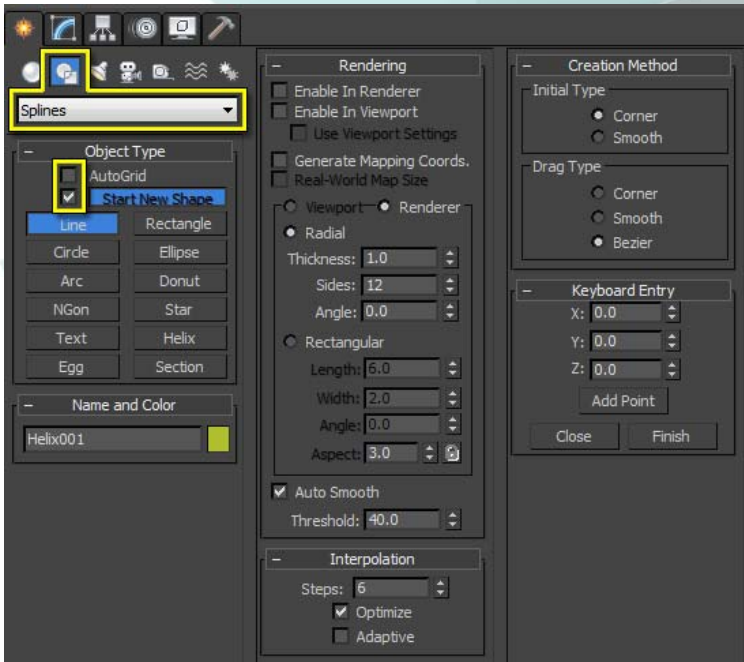 Splines
Object Type
AutoGrid
Start New Shape
Line Rectangle
Circle Ellipse
Arc Donut
NGon Star
Text Helix
Egg Section
Name and Color
Helix001
Rendering
Enable In Renderer
Enable In Viewport
Use Viewport Settings
Generate Mapping Coords.
Real-World Map Size
Viewport Renderer
Radial
Thickness: 1.0
Sides: 12
Angle: 0.0
Rectangular
Length: 6.0
Width: 2.0
Angle: 0.0
Aspect: 3.0
Auto Smooth
Threshold: 40.0
Interpolation
Steps: 6
Optimize
Adaptive
Creation Method
Initial Type
Corner
Smooth
Drag Type
Corner
Smooth
Bezier
Keyboard Entry
X: 0.0
Y: 0.0
Z: 0.0
Add Point
Close Finish